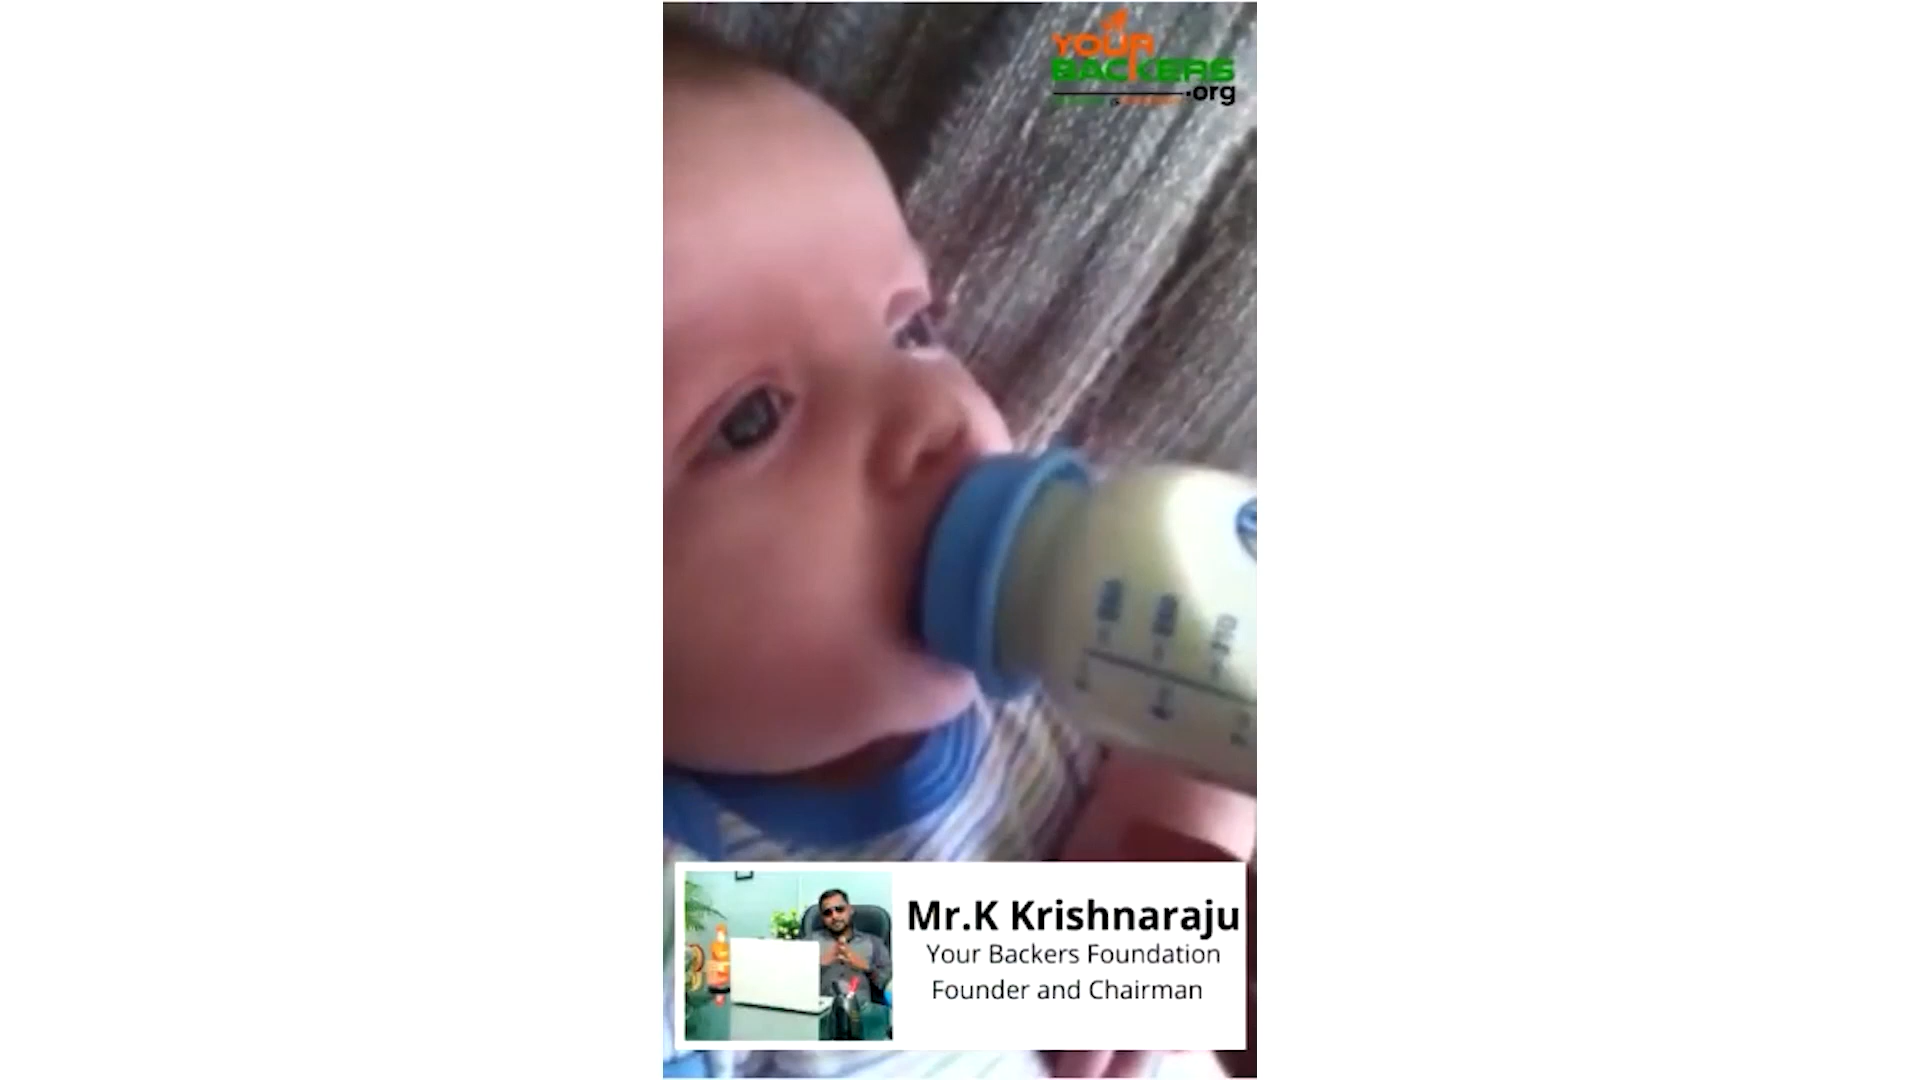 YOUR
BACKERS
.org
Mr.K Krishnaraju
Your Backers Foundation
Founder and Chairman